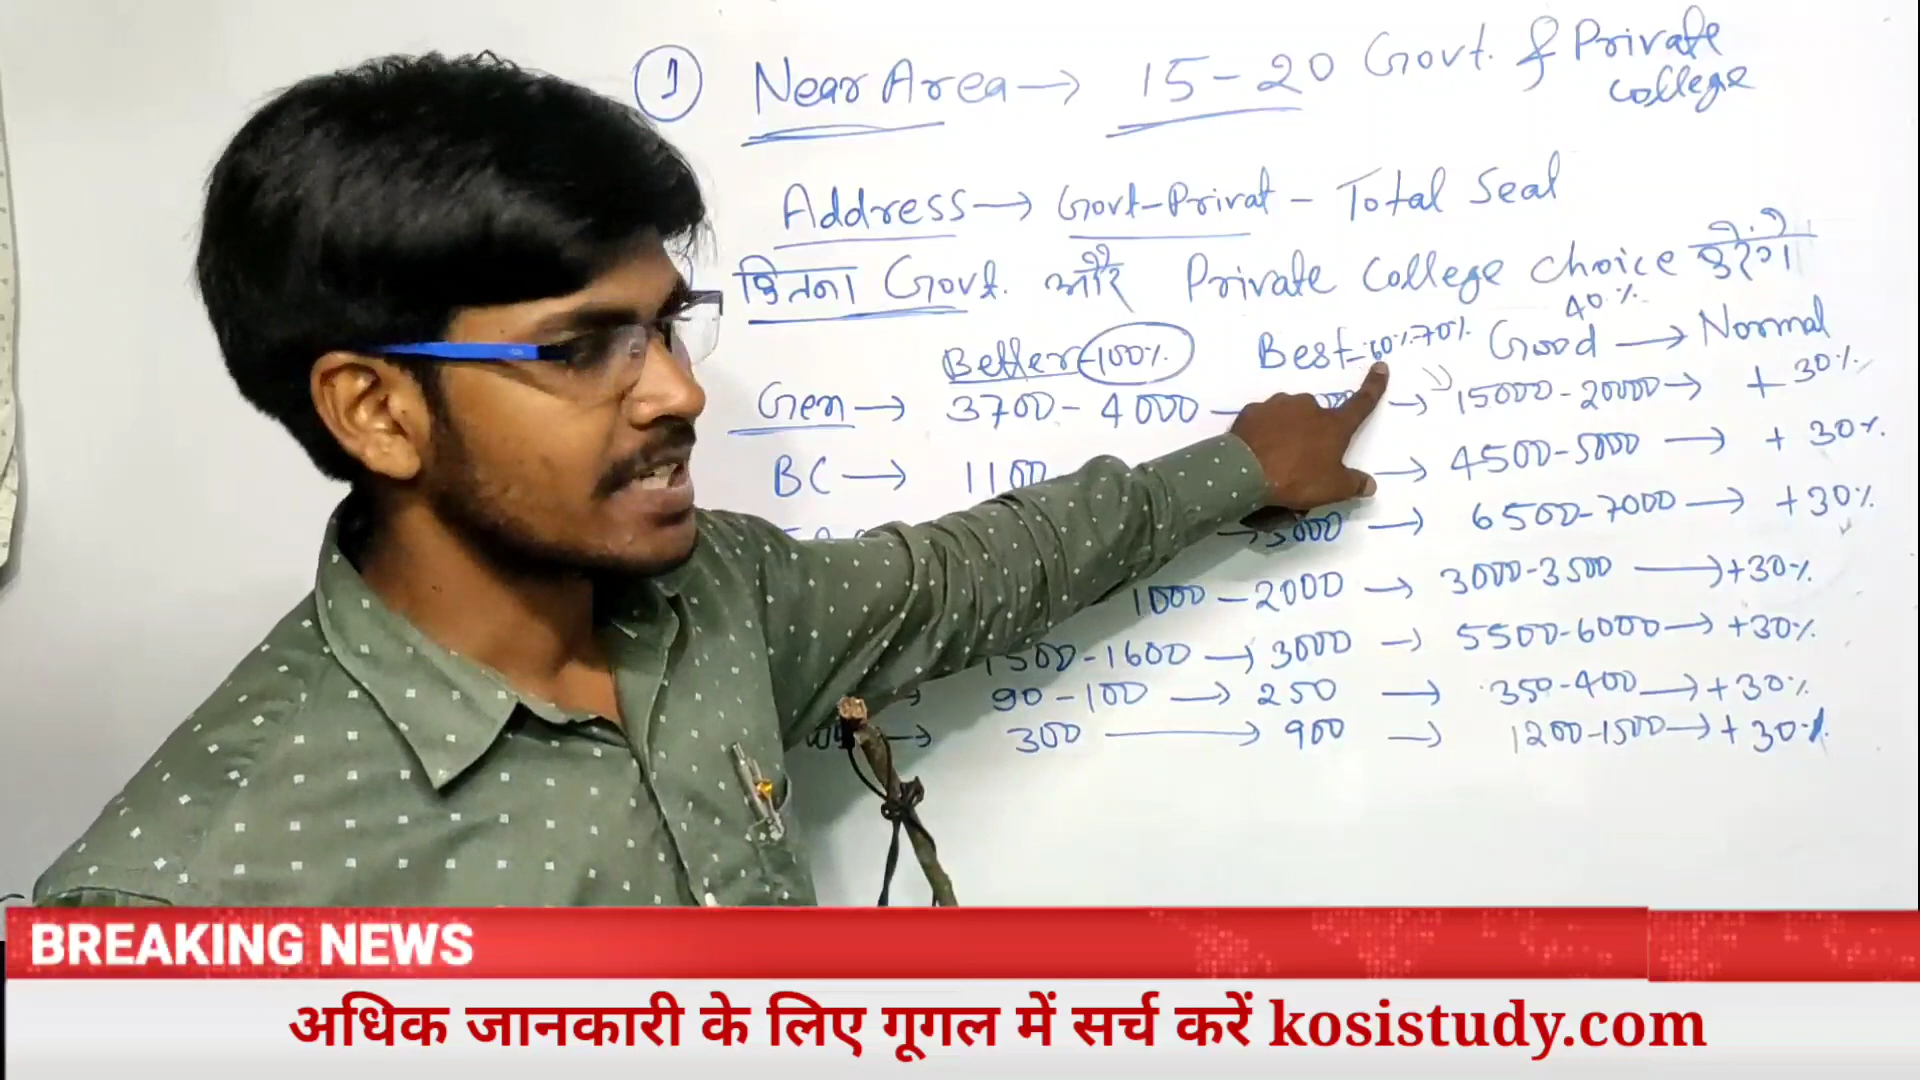 1 Near Area → 15-20 Govt. & Private college
Address → Govt-Privat - Total Seal
कितना Govt. और Private College choice करेंगे
Better-100% Best-60%-70% Good 40% → Normal
Gen → 3700-4000 → 15000-20000 → +30%
BC → 1100 → 4500-5000 → +30%
→ 5000 → 6500-7000 → +30%
1000-2000 → 3000-3500 → +30%
1500-1600 → 3000 → 5500-6000 → +30%
→ 90-100 → 250 → 350-400 → +30%
→ 300 → 900 → 1200-1500 → +30%
BREAKING NEWS
अधिक जानकारी के लिए गूगल में सर्च करें kosistudy.com